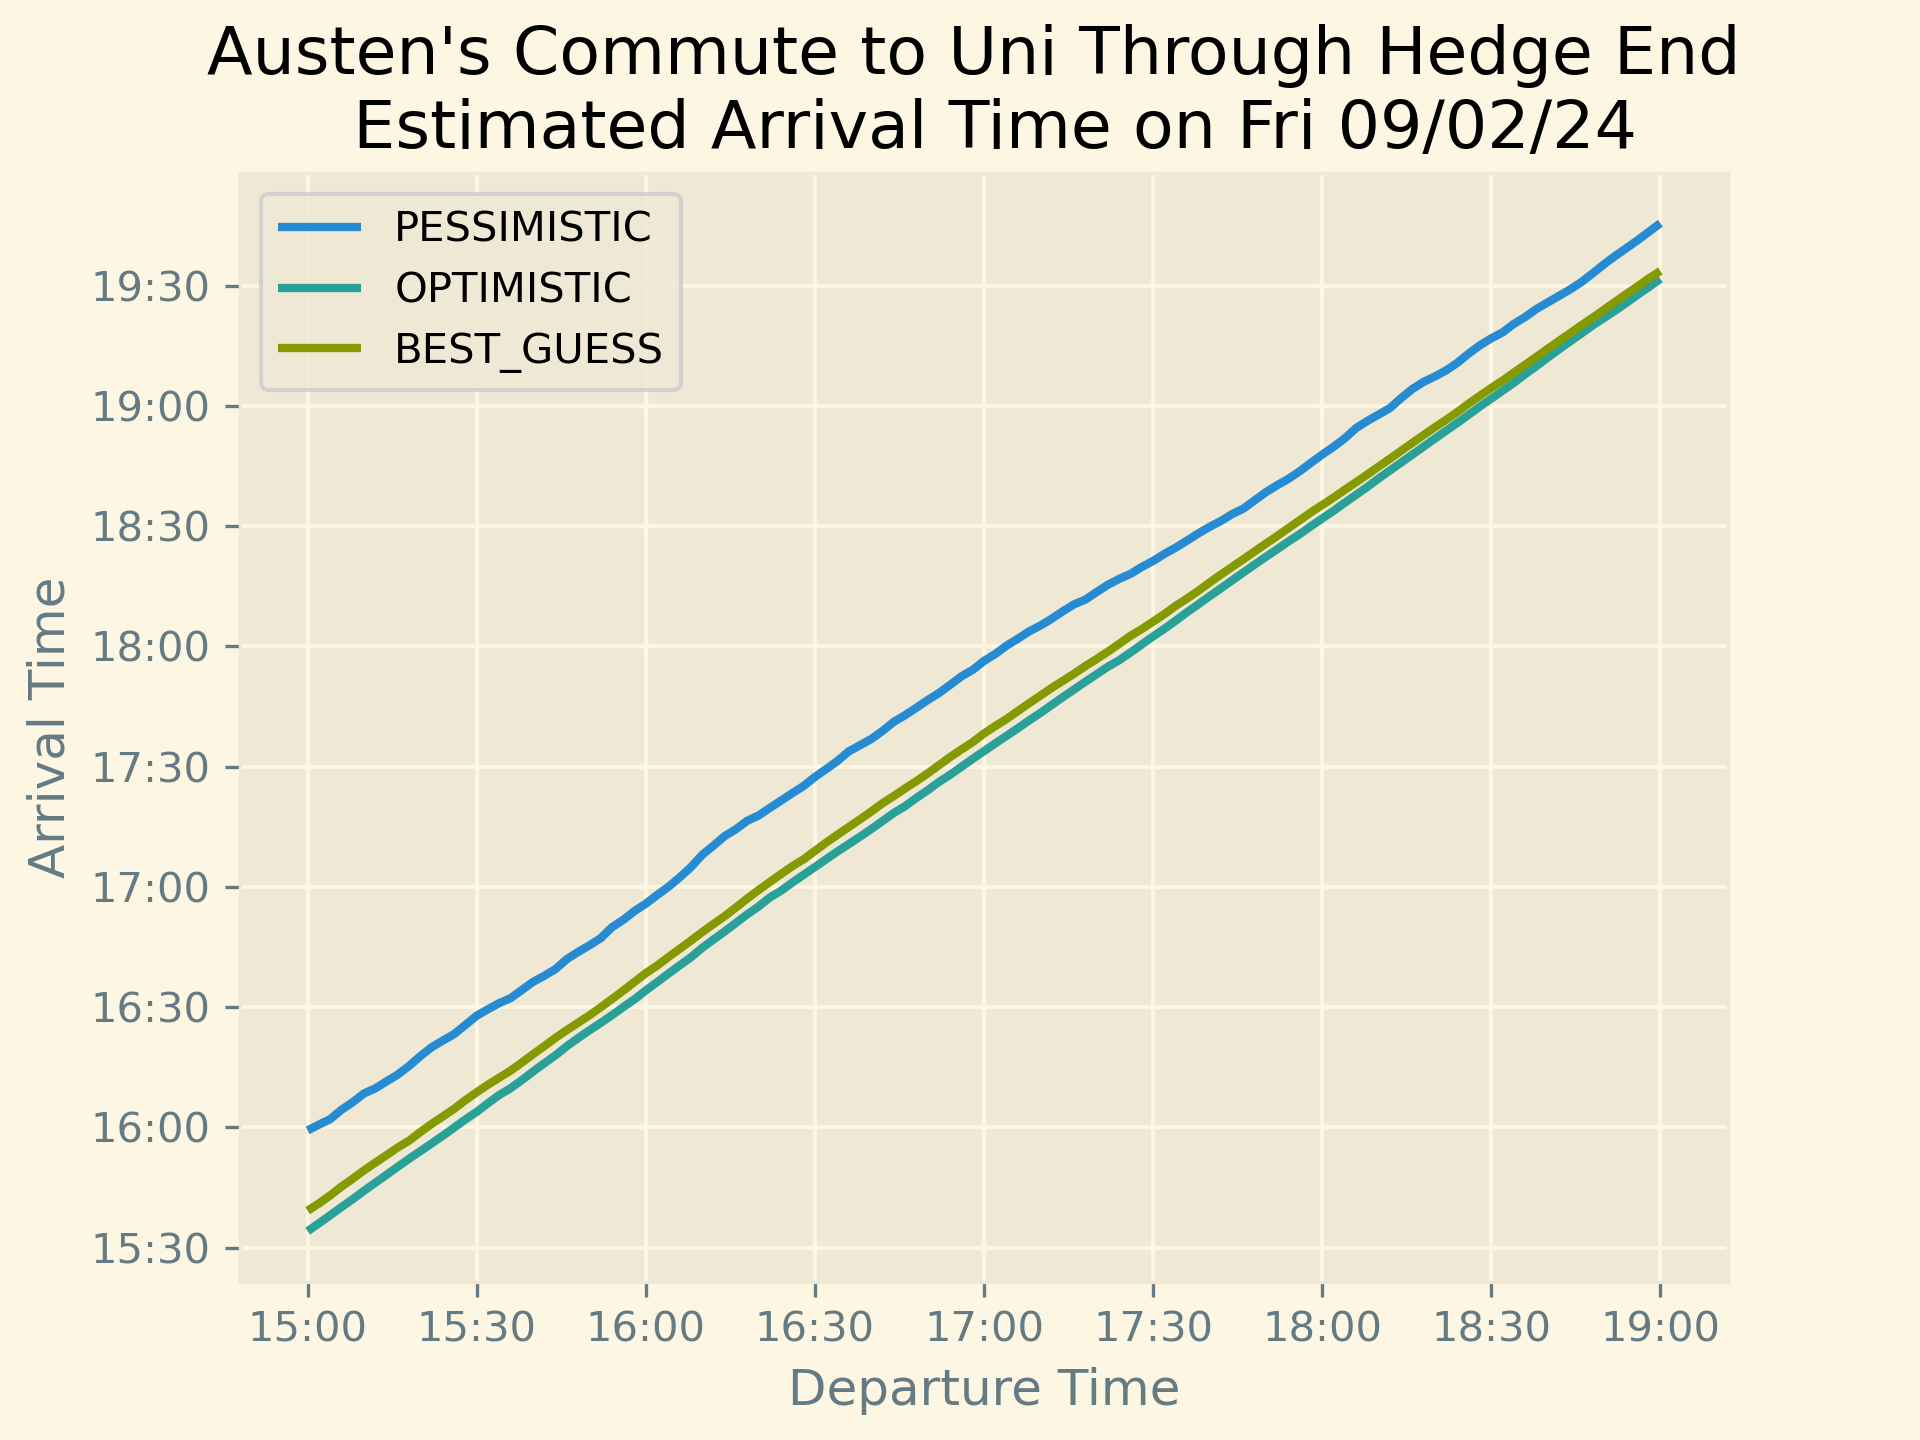 Austen's Commute to Uni Through Hedge End
Estimated Arrival Time on Fri 09/02/24
PESSIMISTIC
OPTIMISTIC
BEST_GUESS
Arrival Time
19:30
19:00
18:30
18:00
17:30
17:00
16:30
16:00
15:30
15:00 15:30 16:00 16:30 17:00 17:30 18:00 18:30 19:00
Departure Time